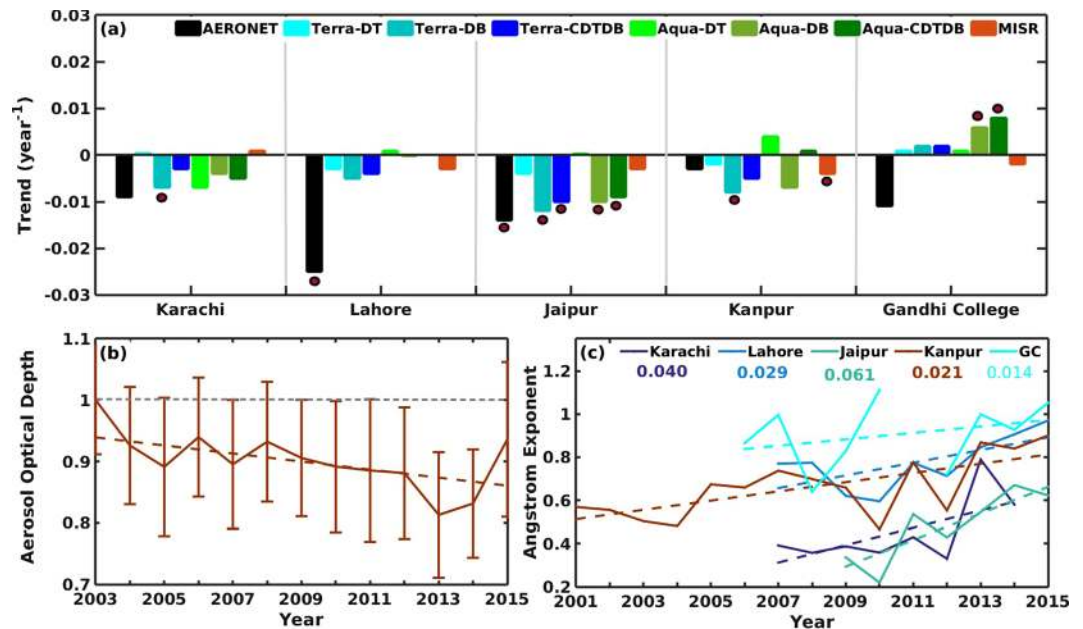 (a) AERONET Terra-DT Terra-DB Terra-CDTDB Aqua-DT Aqua-DB Aqua-CDTDB MISR
0.03
0.02
0.01
0
-0.01
-0.02
-0.03
Trend (year⁻¹)
Karachi Lahore Jaipur Kanpur Gandhi College
(b)
1.1
1
0.9
0.8
0.7
Aerosol Optical Depth
2003 2005 2007 2009 2011 2013 2015
Year
(c) Karachi Lahore Jaipur Kanpur GC
0.040 0.029 0.061 0.021 0.014
1.2
1
0.8
0.6
0.4
0.2
Angstrom Exponent
2001 2003 2005 2007 2009 2011 2013 2015
Year